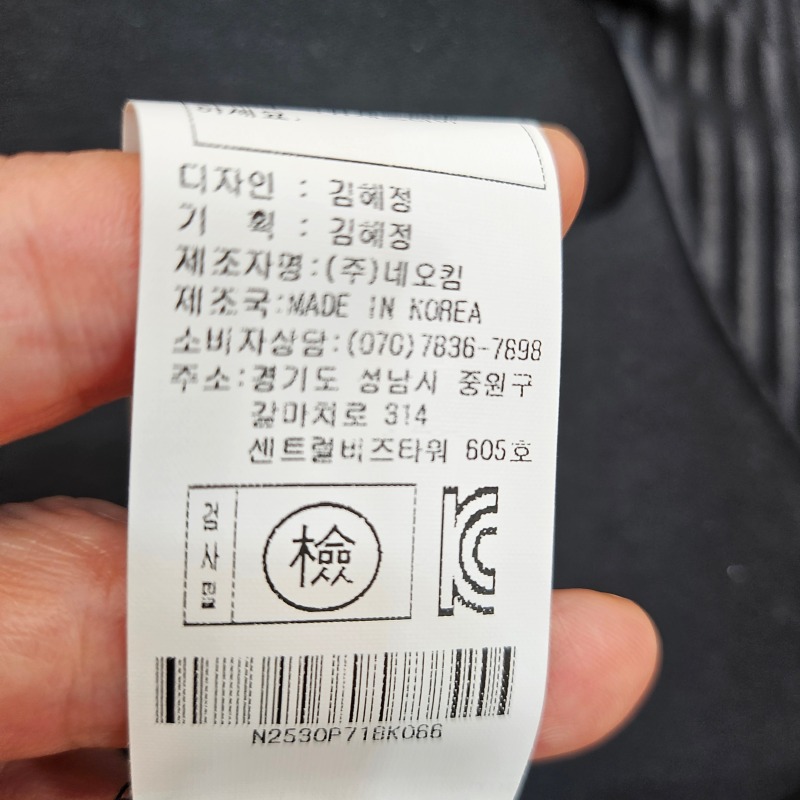 디자인 : 김혜정
기 획 : 김혜정
제조자명:(주)네오킴
제조국:MADE IN KOREA
소비자상담:(070)7836-7898
주소:경기도 성남시 중원구
갈마치로 314
센트럴비즈타워 605호
검사필
檢
KC
N2530P718K066